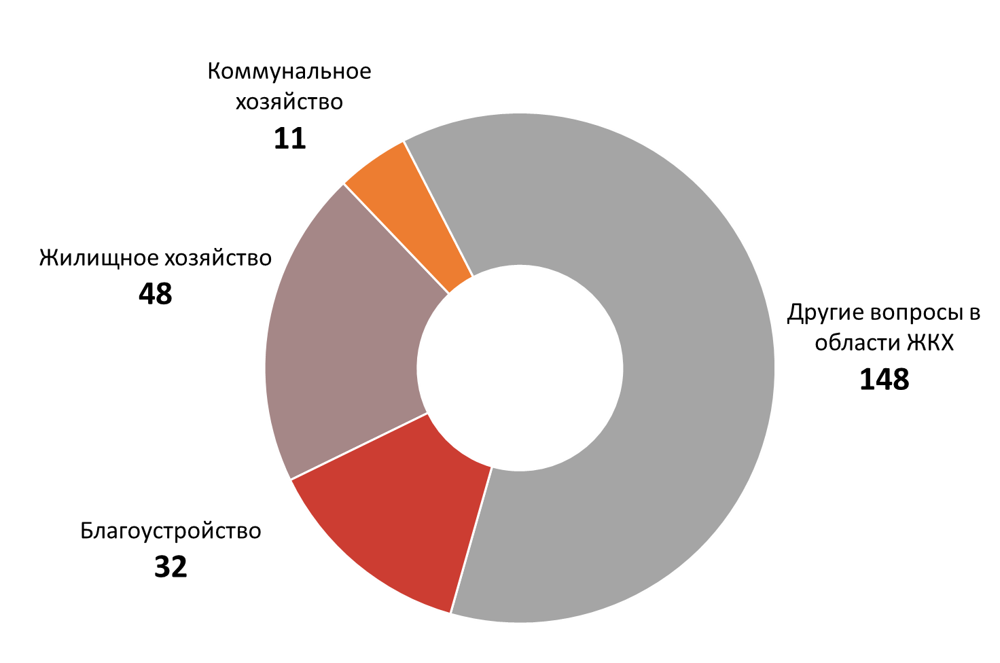 Коммунальное
хозяйство
11
Жилищное хозяйство
48
Другие вопросы в
области ЖКХ
148
Благоустройство
32